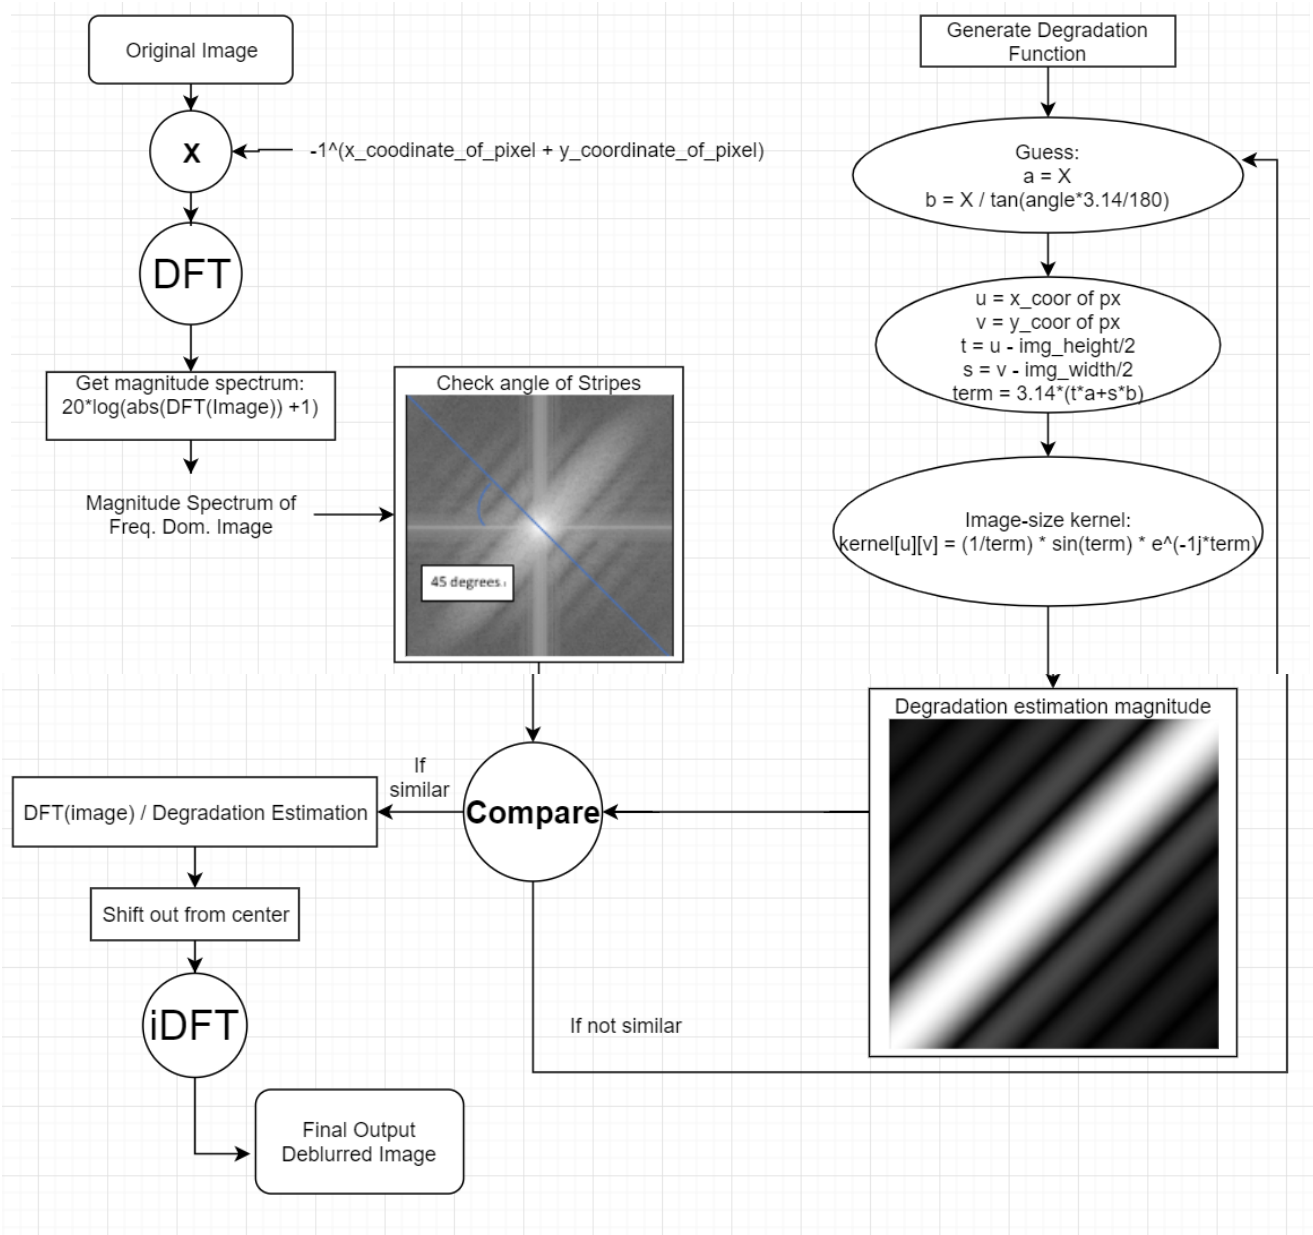 Original Image
X
-1^(x_coodinate_of_pixel + y_coordinate_of_pixel)
DFT
Get magnitude spectrum:
20*log(abs(DFT(Image)) +1)
Magnitude Spectrum of
Freq. Dom. Image
Check angle of Stripes
45 degrees
Generate Degradation
Function
Guess:
a = X
b = X / tan(angle*3.14/180)
u = x_coor of px
v = y_coor of px
t = u - img_height/2
s = v - img_width/2
term = 3.14*(t*a+s*b)
Image-size kernel:
kernel[u][v] = (1/term) * sin(term) * e^(-1j*term)
Degradation estimation magnitude
Compare
If
similar
If not similar
DFT(image) / Degradation Estimation
Shift out from center
iDFT
Final Output
Deblurred Image